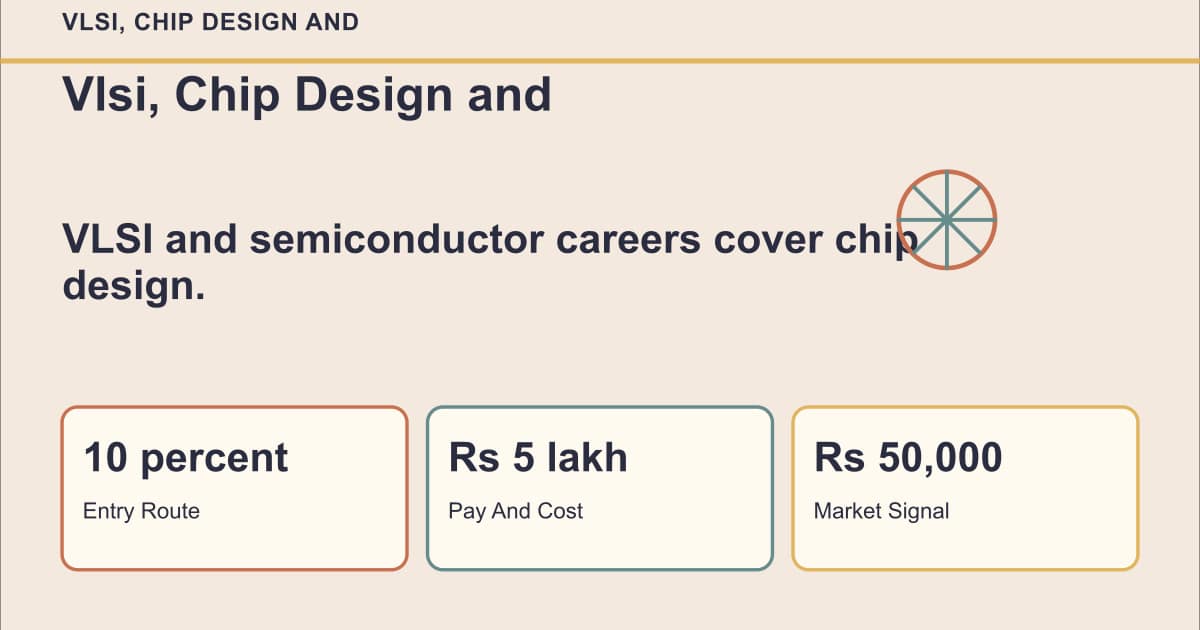 VLSI, CHIP DESIGN AND
Vlsi, Chip Design and
VLSI and semiconductor careers cover chip
design.
10 percent
Entry Route
Rs 5 lakh
Pay And Cost
Rs 50,000
Market Signal